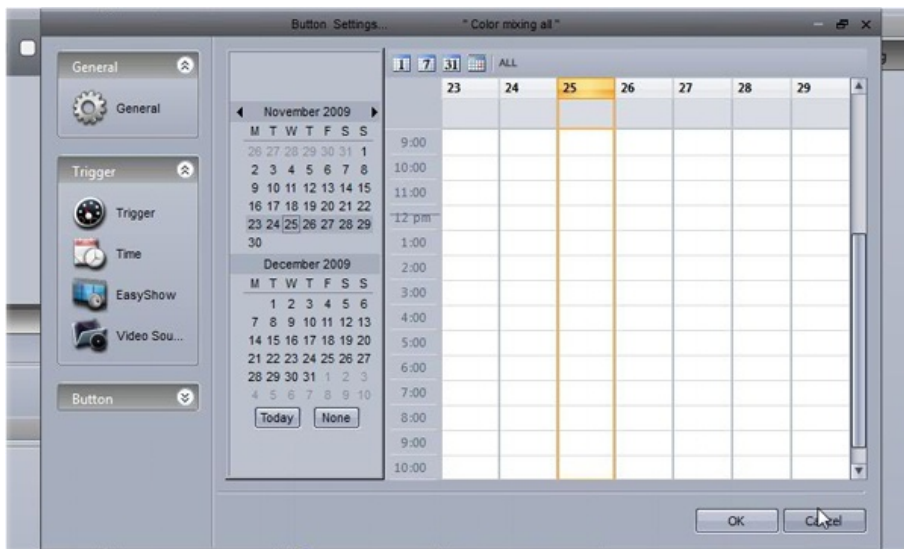 Button Settings... " Color mixing all "
General
General
Trigger
Trigger
Time
EasyShow
Video Sou...
Button
November 2009
M T W T F S S
26 27 28 29 30 31 1
2 3 4 5 6 7 8
9 10 11 12 13 14 15
16 17 18 19 20 21 22
23 24 25 26 27 28 29
30
December 2009
M T W T F S S
1 2 3 4 5 6
7 8 9 10 11 12 13
14 15 16 17 18 19 20
21 22 23 24 25 26 27
28 29 30 31 1 2 3
4 5 6 7 8 9 10
Today None
1 7 31 ALL
23 24 25 26 27 28 29
9:00
10:00
11:00
12 pm
1:00
2:00
3:00
4:00
5:00
6:00
7:00
8:00
9:00
10:00
OK Cancel